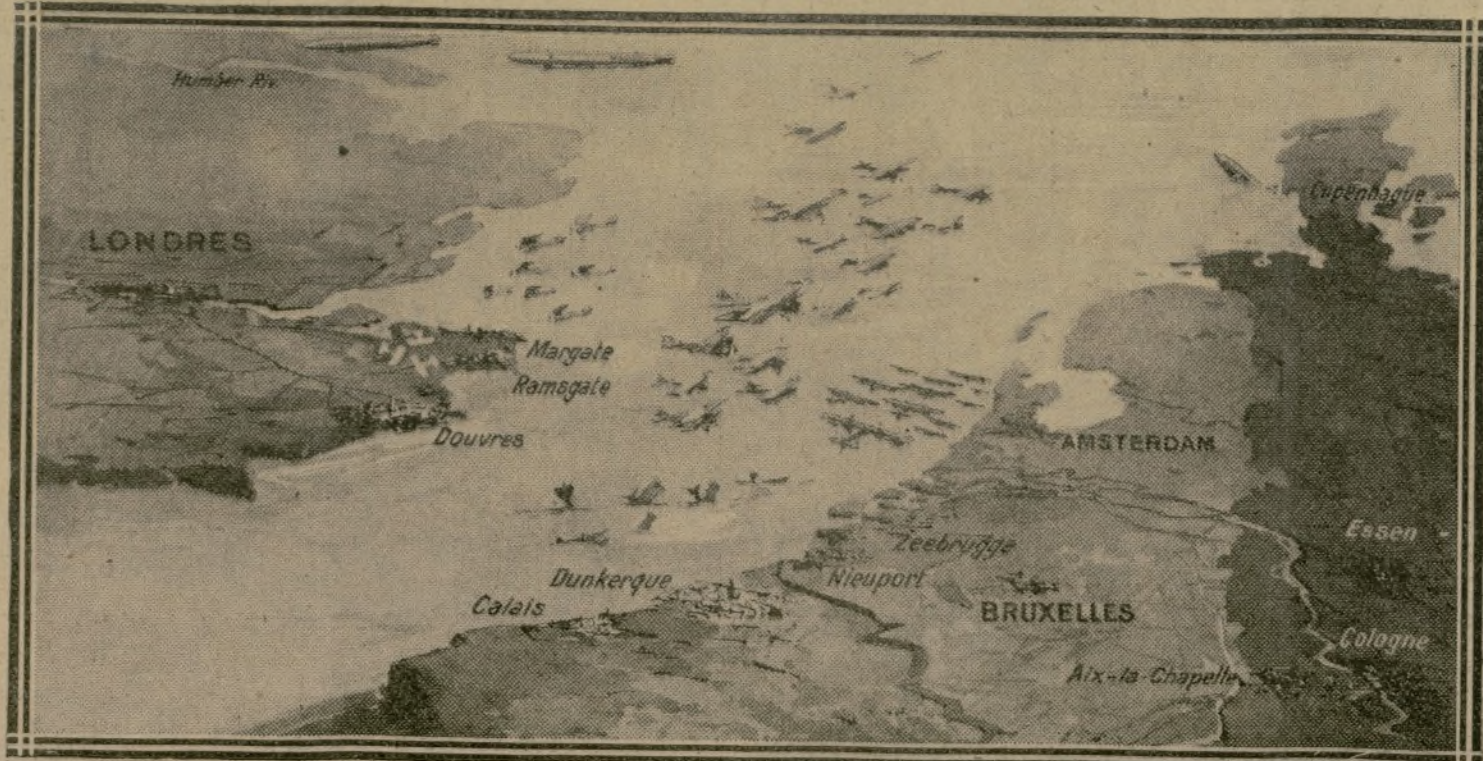 Humber Riv.
Copenhague
LONDRES
Margate
Ramsgate
Douvres
AMSTERDAM
Essen
Zeebrugge
Dunkerque
Nieuport
Calais
BRUXELLES
Cologne
Aix-la-Chapelle